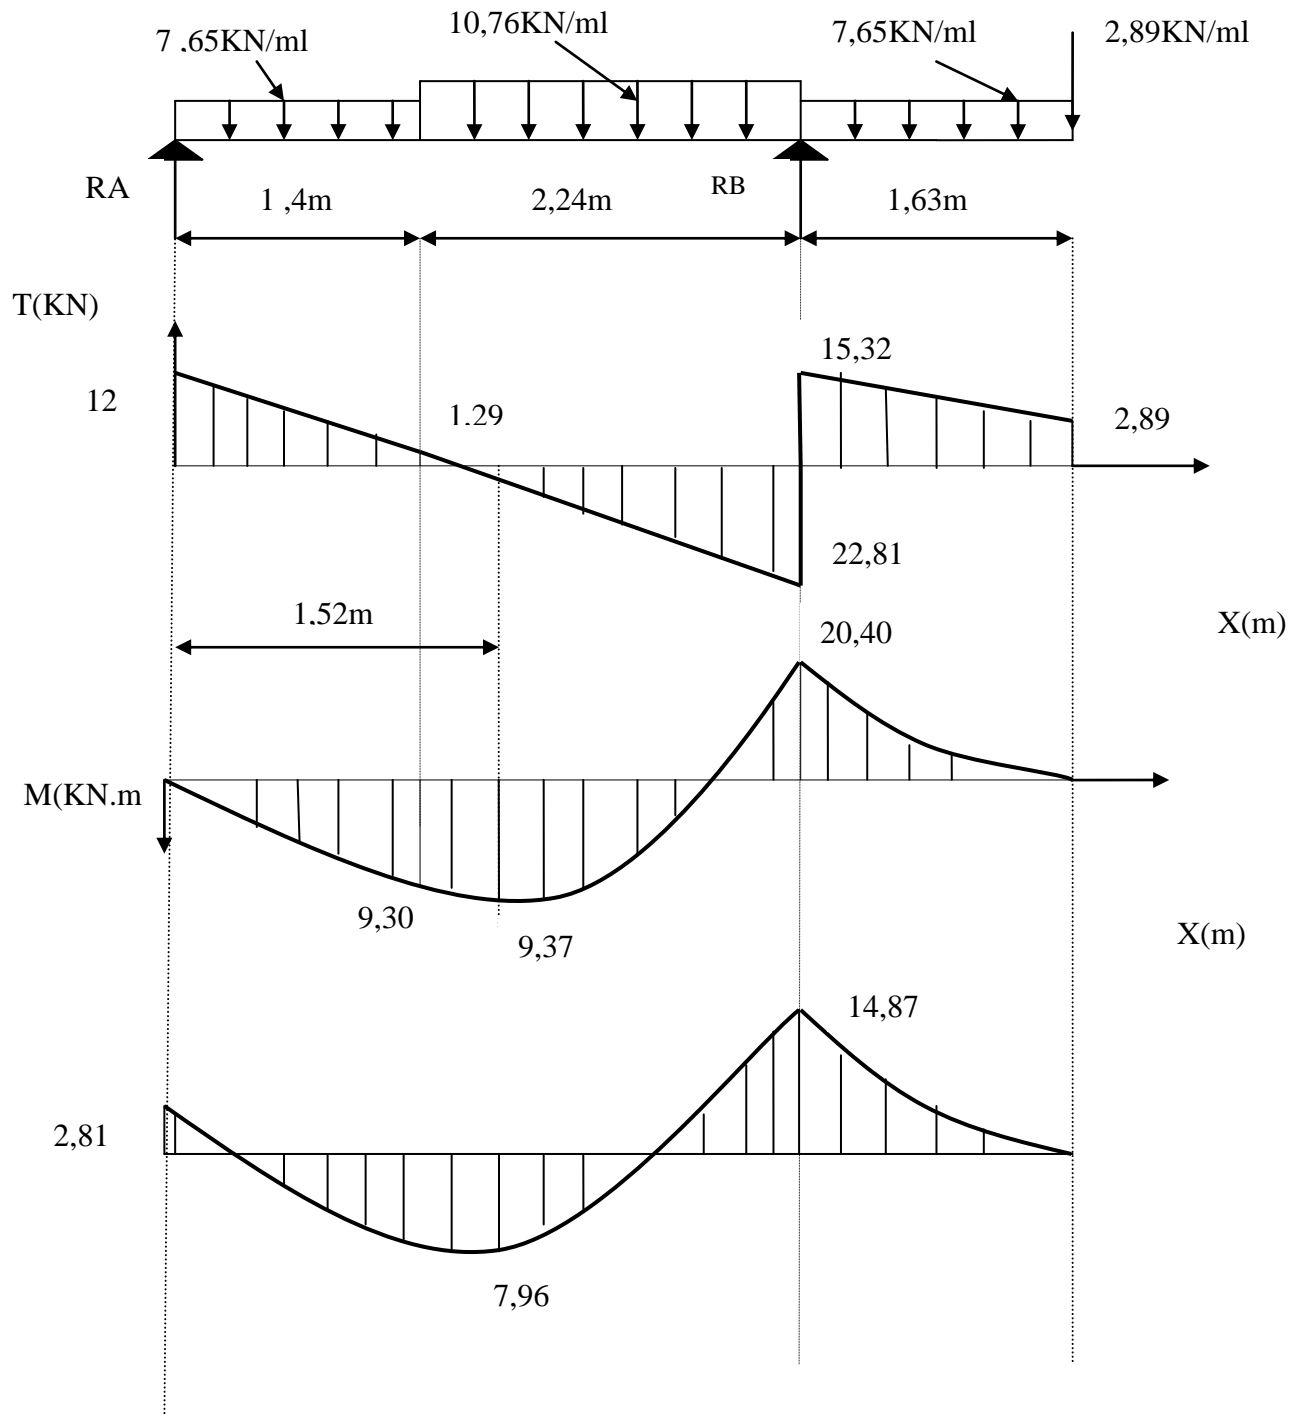 7 ,65KN/ml
10,76KN/ml
7,65KN/ml
2,89KN/ml
RA
RB
1 ,4m
2,24m
1,63m
T(KN)
12
1,29
15,32
2,89
22,81
1,52m
X(m)
20,40
M(KN.m
9,30
9,37
X(m)
14,87
2,81
7,96